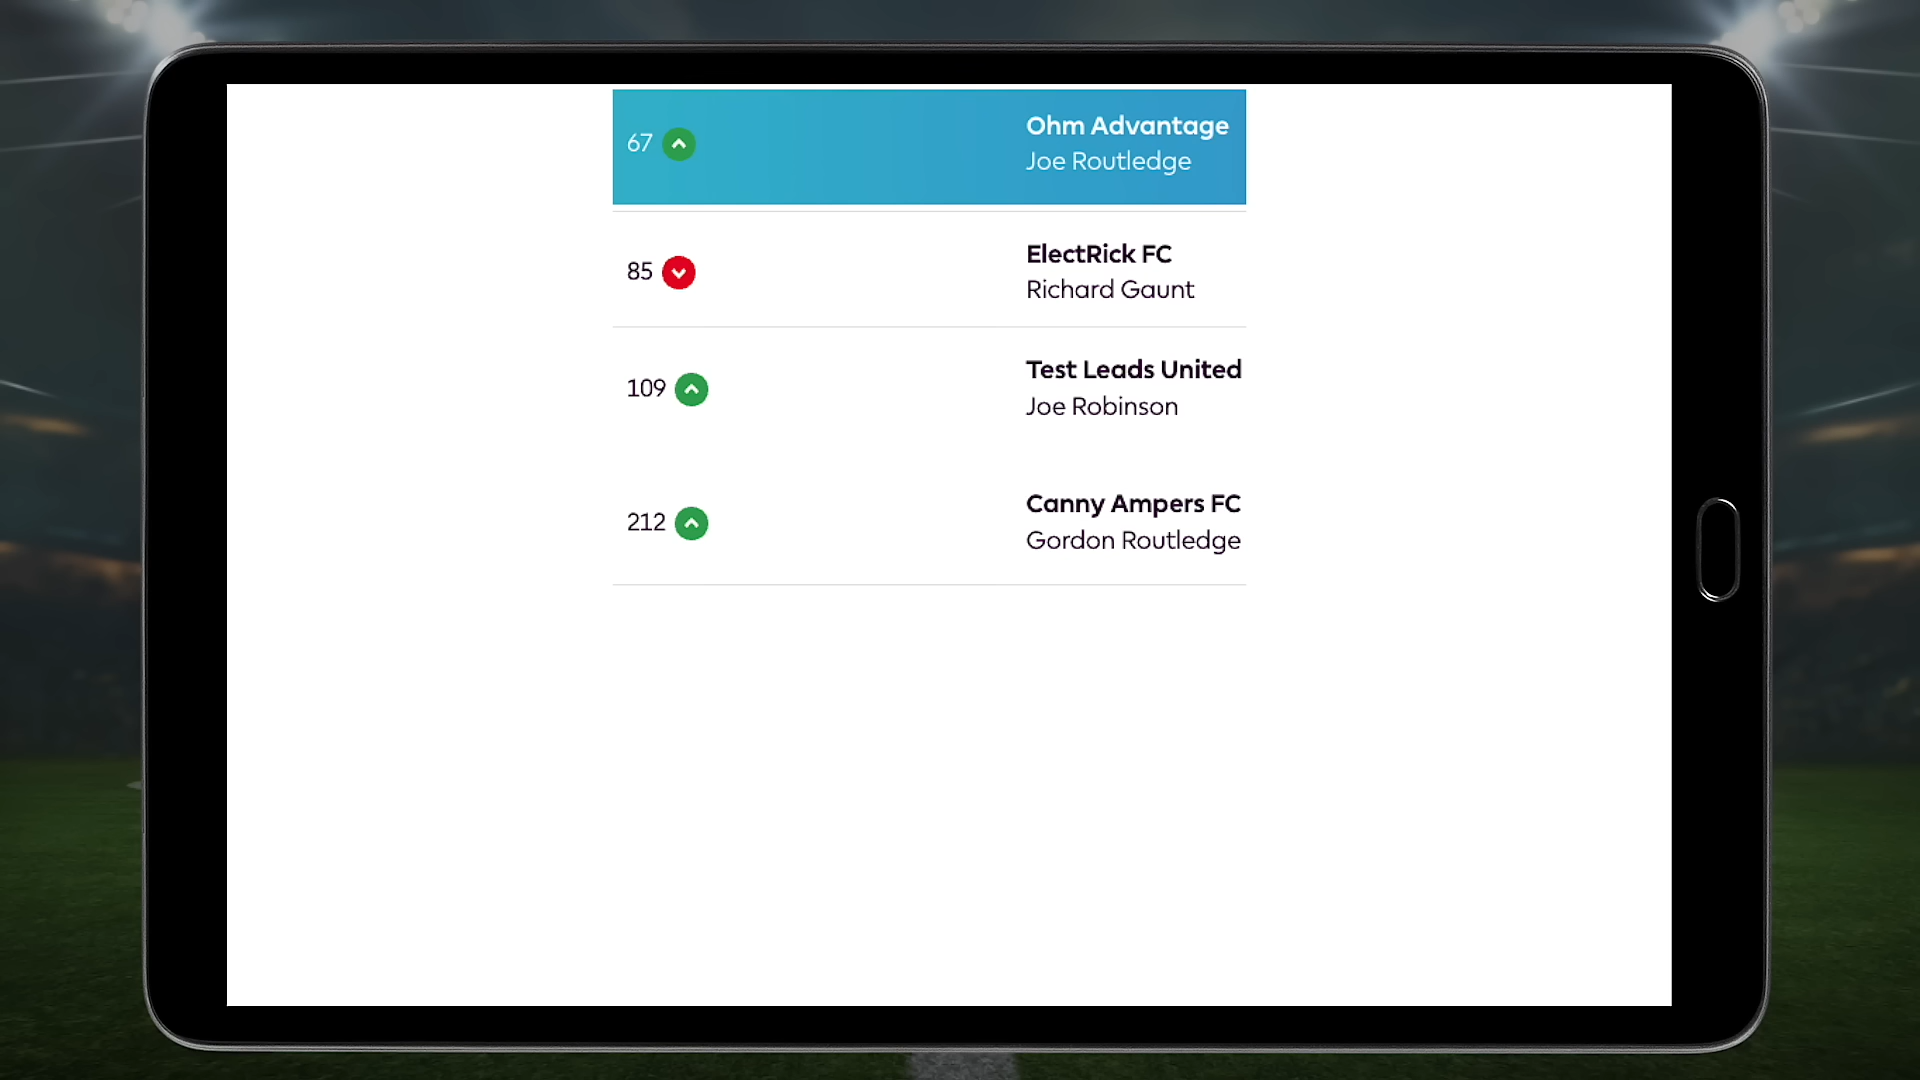 67 Ohm Advantage
Joe Routledge
85 ElectRick FC
Richard Gaunt
109 Test Leads United
Joe Robinson
212 Canny Ampers FC
Gordon Routledge